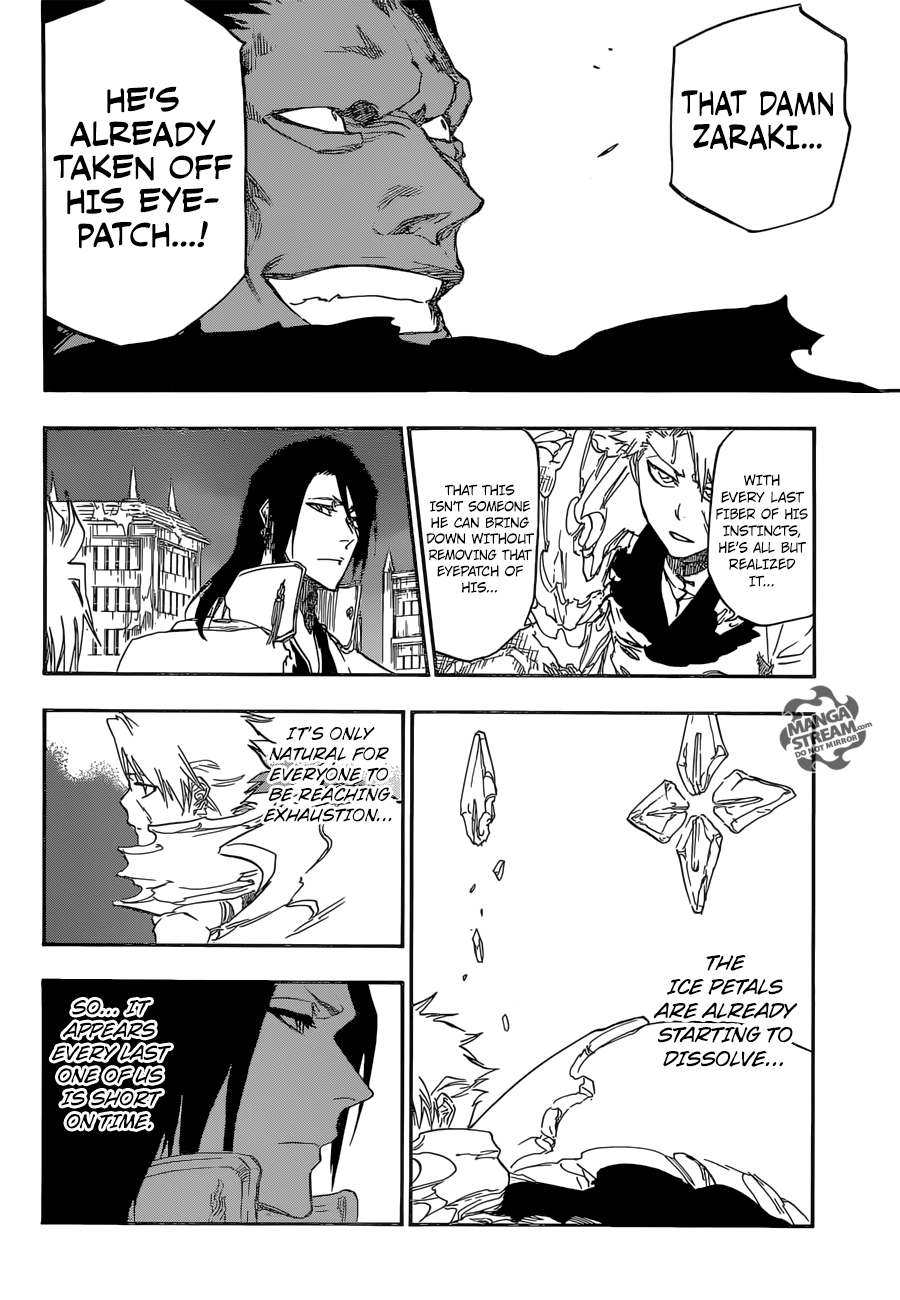 THAT DAMN
ZARAKI...
HE'S
ALREADY
TAKEN OFF
HIS EYE-
PATCH...!
WITH
EVERY LAST
FIBER OF HIS
INSTINCTS,
HE'S ALL BUT
REALIZED
IT...
THAT THIS
ISN'T SOMEONE
HE CAN BRING
DOWN WITHOUT
REMOVING THAT
EYEPATCH OF
HIS...
MANGA
STREAM.com
DO NOT MIRROR
THE
ICE PETALS
ARE ALREADY
STARTING TO
DISSOLVE...
IT'S ONLY
NATURAL FOR
EVERYONE TO
BE REACHING
EXHAUSTION...
SO... IT
APPEARS
EVERY LAST
ONE OF US
IS SHORT
ON TIME.